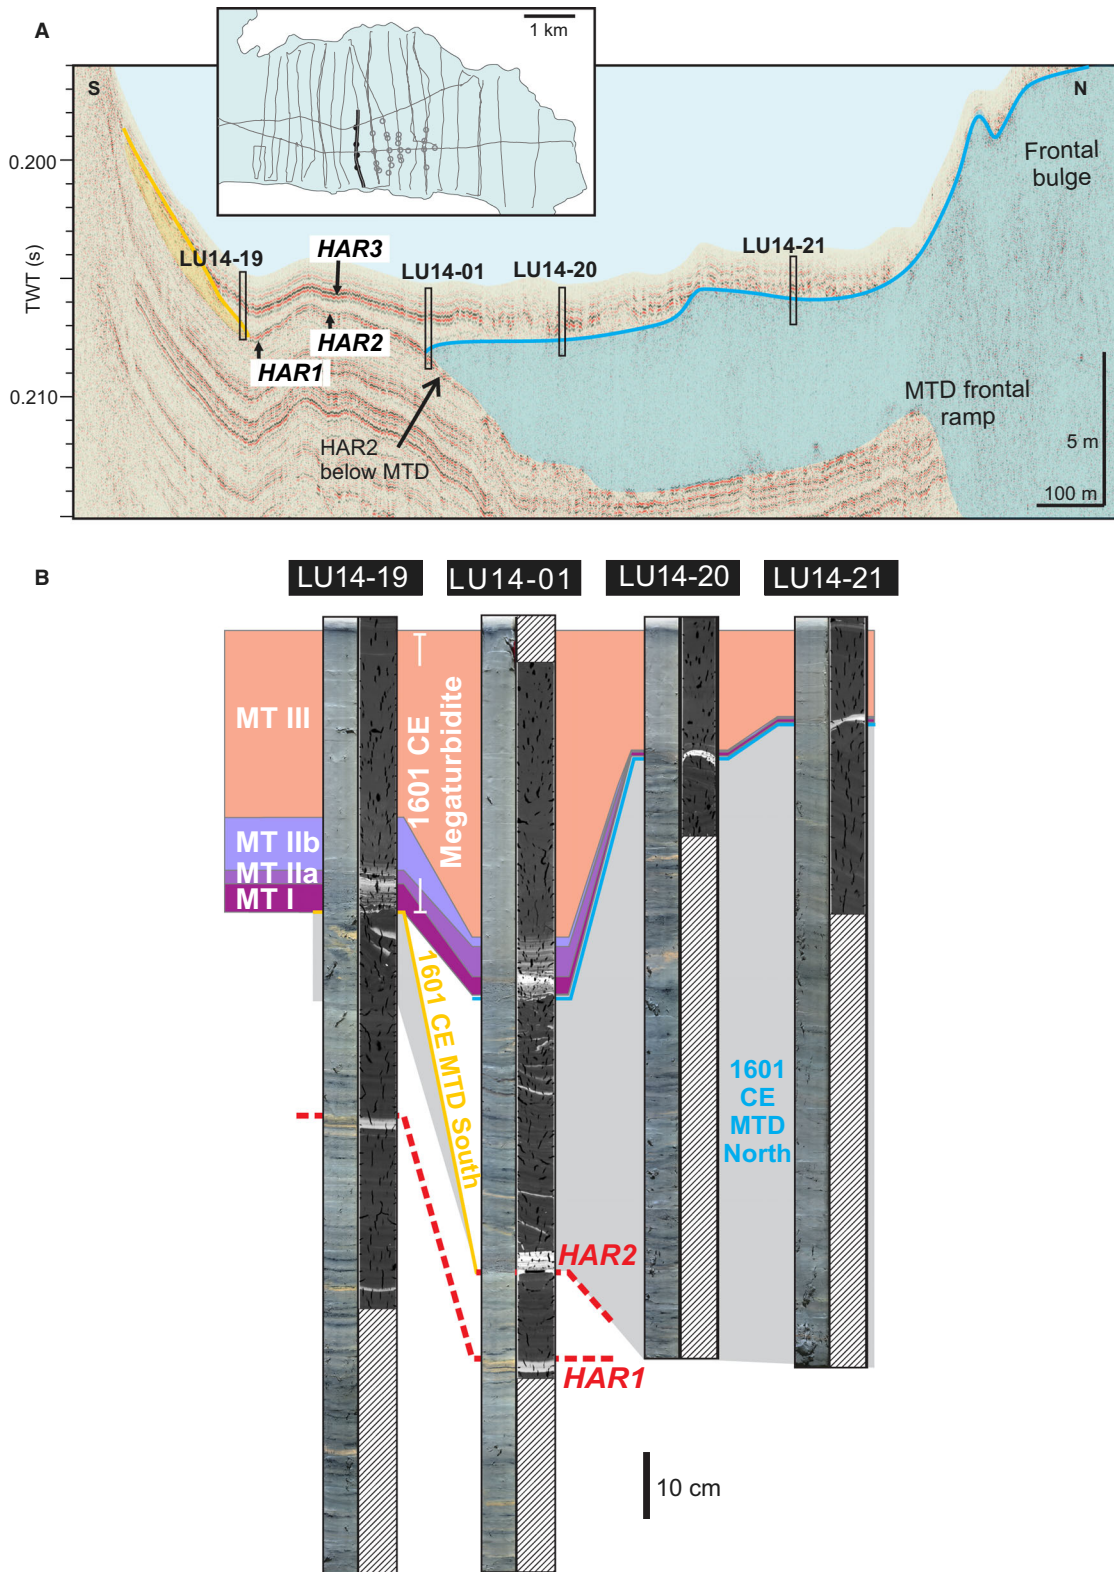 A
1 km
S
N
0.200
Frontal
bulge
LU14-19
HAR3
LU14-01
LU14-20
LU14-21
TWT (s)
HAR2
HAR1
0.210
MTD frontal
ramp
HAR2
below MTD
5 m
100 m
B
LU14-19
LU14-01
LU14-20
LU14-21
MT III
1601 CE
Megaturbidite
MT IIb
MT IIa
MT I
1601 CE MTD South
1601
CE
MTD
North
HAR2
HAR1
10 cm